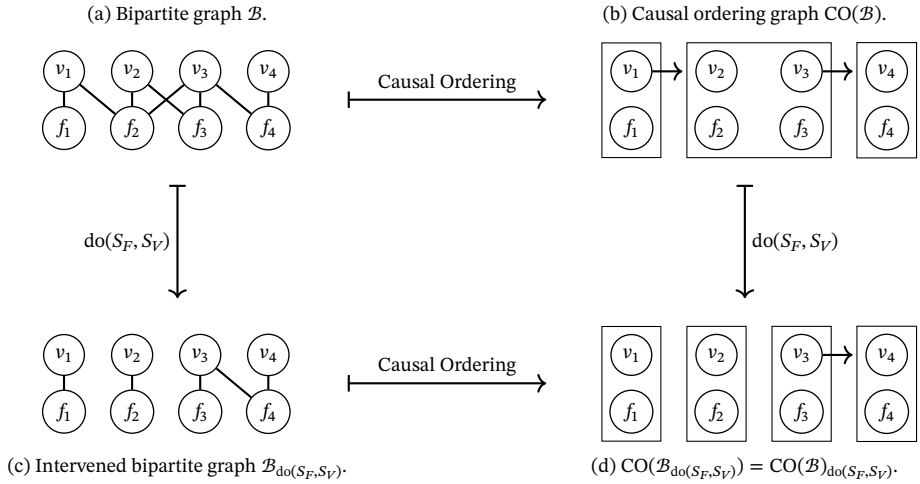 (a) Bipartite graph ℬ.
(b) Causal ordering graph CO(ℬ).
v₁ v₂ v₃ v₄
f₁ f₂ f₃ f₄
Causal Ordering
v₁ v₂ v₃ v₄
f₁ f₂ f₃ f₄
do(S_F, S_V)
do(S_F, S_V)
v₁ v₂ v₃ v₄
f₁ f₂ f₃ f₄
Causal Ordering
v₁ v₂ v₃ v₄
f₁ f₂ f₃ f₄
(c) Intervened bipartite graph ℬ_do(S_F,S_V).
(d) CO(ℬ_do(S_F,S_V)) = CO(ℬ)_do(S_F,S_V).